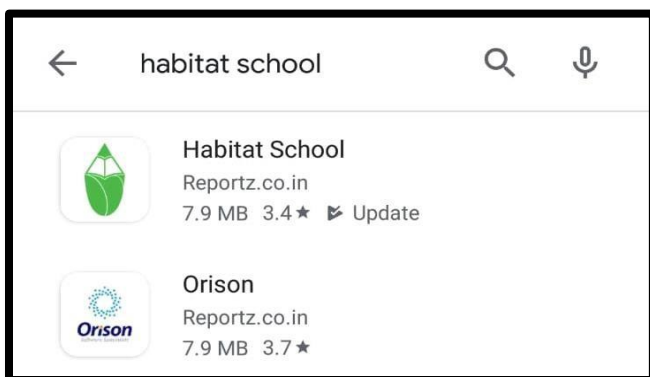 habitat school
Habitat School
Reportz.co.in
7.9 MB 3.4★ Update
Orison
Orison
Reportz.co.in
7.9 MB 3.7★